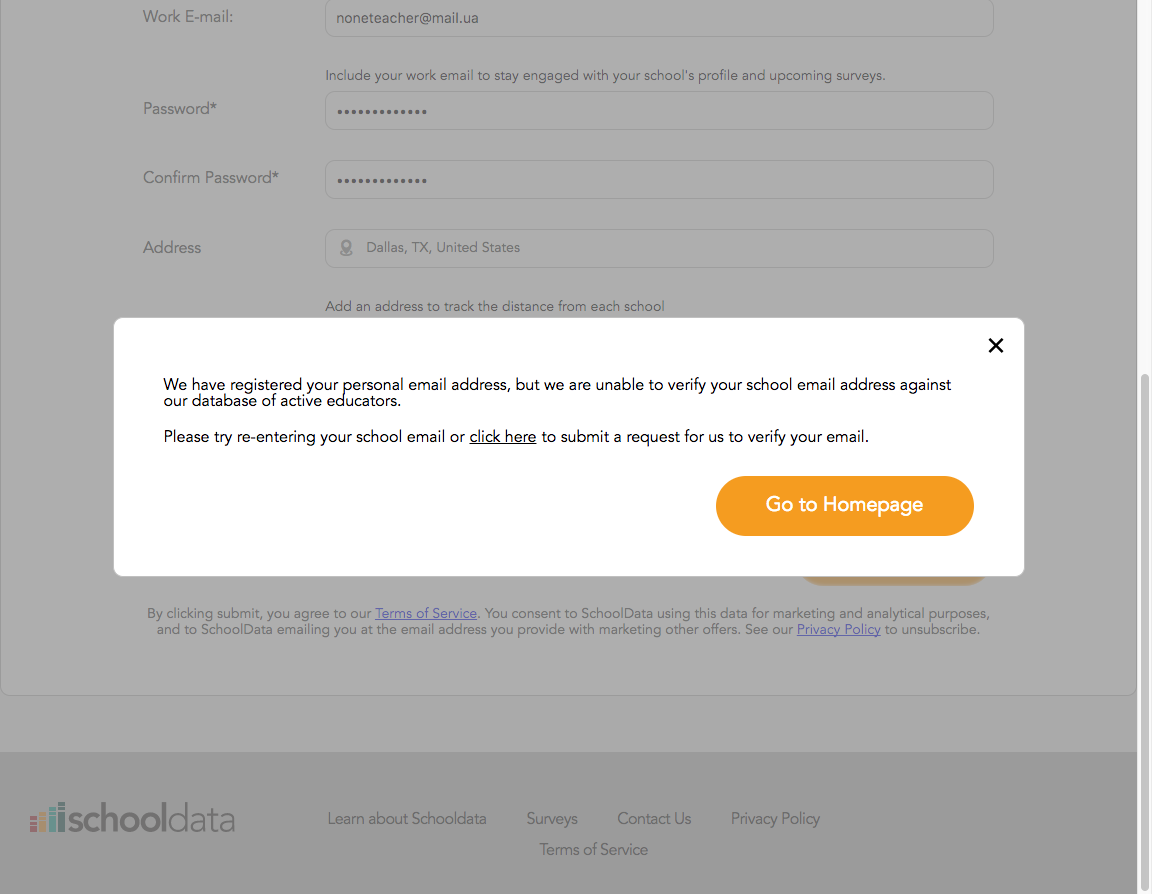 Work E-mail:
noneteacher@mail.ua
Include your work email to stay engaged with your school's profile and upcoming surveys.
Password*
•••••••••••••
Confirm Password*
•••••••••••••
Address
Dallas, TX, United States
Add an address to track the distance from each school
We have registered your personal email address, but we are unable to verify your school email address against
our database of active educators.
Please try re-entering your school email or click here to submit a request for us to verify your email.
Go to Homepage
By clicking submit, you agree to our Terms of Service. You consent to SchoolData using this data for marketing and analytical purposes,
and to SchoolData emailing you at the email address you provide with marketing other offers. See our Privacy Policy to unsubscribe.
schooldata
Learn about Schooldata
Surveys
Contact Us
Privacy Policy
Terms of Service